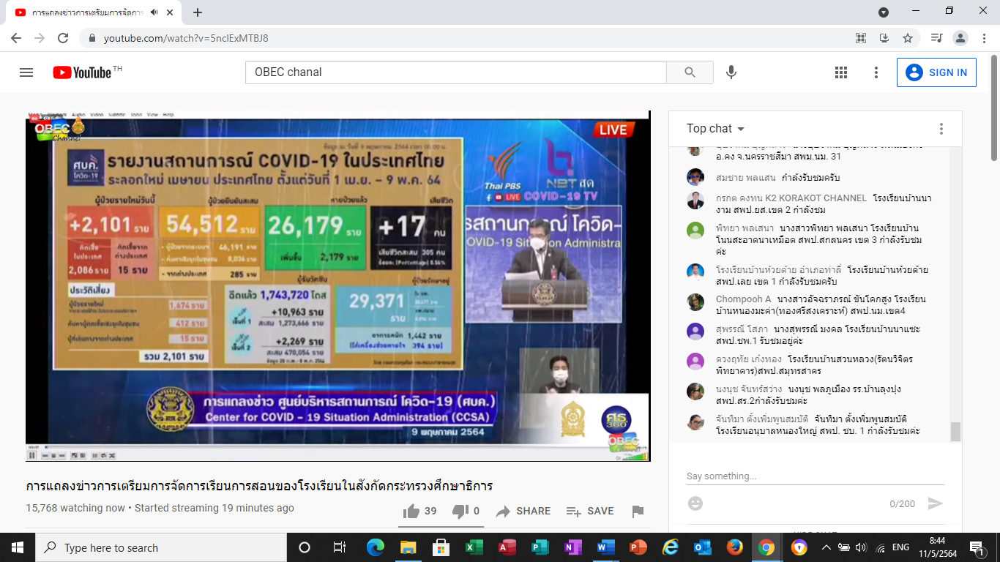 การแถลงข่าวการเตรียมการจัดการ
youtube.com/watch?v=5nclExMTBJ8
YouTube TH
OBEC chanal
SIGN IN
Media Playback Audio Video Subtitle Tools View Help
OBEC
Channel
LIVE
ข้อมูล ณ วันที่ 9 พฤษภาคม 2564 เวลา 00.00 น.
ศบค.
โควิด-19
รายงานสถานการณ์ COVID-19 ในประเทศไทย
ระลอกใหม่ เมษายน ประเทศไทย ตั้งแต่วันที่ 1 เม.ย. – 9 พ.ค. 64
ผู้ป่วยรายใหม่วันนี้
+2,101 ราย
ติดเชื้อ
ในประเทศ
2,086 ราย
ติดเชื้อจาก
ต่างประเทศ
15 ราย
ผู้ป่วยยืนยันสะสม
54,512 ราย
46,191 ราย
- ค้นหาเชิงรุกในชุมชน 8,036 ราย
- จากต่างประเทศ 285 ราย
หายป่วยแล้ว
26,179 ราย
เพิ่มขึ้น 2,179 ราย
เสียชีวิต
+17 คน
เสียชีวิตสะสม 305 คน
ร้อยละ (Percentage) 0.56%
ประวัติเสี่ยง
ผู้ป่วยรายใหม่
1,674 ราย
ค้นหาผู้ติดเชื้อเชิงรุกในชุมชน 412 ราย
ผู้ที่เดินทางจากต่างประเทศ 15 ราย
รวม 2,101 ราย
ผู้รับวัคซีน
ฉีดแล้ว 1,743,720 โดส
เข็มที่ 1
+10,963 ราย
สะสม 1,273,666 ราย
เข็มที่ 2
+2,269 ราย
สะสม 470,054 ราย
ผู้ป่วยรักษาอยู่
29,371
ราย
อาการหนัก 1,442 ราย
(ใส่เครื่องช่วยหายใจ 394 ราย)
Thai PBS
LIVE
NBT สด
COVID-19 TV
รสถานการณ์ โควิด-
OVID-19 Situation Administra
การแถลงข่าว ศูนย์บริหารสถานการณ์ โควิด-19 (ศบค.)
Center for COVID - 19 Situation Administration (CCSA)
9 พฤษภาคม 2564
ศธ
360
OBEC
Channel
การแถลงข่าวการเตรียมการจัดการเรียนการสอนของโรงเรียนในสังกัดกระทรวงศึกษาธิการ
15,768 watching now • Started streaming 19 minutes ago
39
0
SHARE
SAVE
Top chat
อ.คง จ.นครราชสีมา สพม.นม. 31
สมชาย พลแสน กำลังรับชมครับ
กรกต คงทน K2 KORAKOT CHANNEL โรงเรียนบ้านนา
งาม สพป.ยส.เขต 2 กำลังชม
พิทยา พลเสนา นางสาวพิทยา พลเสนา โรงเรียนบ้าน
โนนสะอาดนาเหมือด สพป.สกลนคร เขต 3 กำลังรับชม
ค่ะ
โรงเรียนบ้านห้วยด้าย อำเภอท่าลี่ โรงเรียนบ้านห้วยด้าย
สพป.เลย เขต 1 กำลังรับชมครับ
Chompooh A นางสาวอัจฉราภรณ์ ขันโคกสูง โรงเรียน
บ้านหนองมะค่า(ทองศรีสงเคราะห์) สพป.นม.เขต4
สุพรรณี โสภา นางสุพรรณี มงคล โรงเรียนบ้านนาแซะ
สพป.ชพ.1 รับชมอยู่ค่ะ
ดวงฤทัย เก่งทอง โรงเรียนบ้านสวนหลวง(รัตนวิจิตร
พิทยาคาร)สพป.สมุทรสาคร
นงนุช จันทร์สว่าง นงนุช พลภูเมือง รร.บ้านลุงปุง
สพป.สร.2กำลังรับชมค่ะ
จันทิมา ตั้งเพิ่มพูนสมบัติ จันทิมา ตั้งเพิ่มพูนสมบัติ
โรงเรียนอนุบาลหนองใหญ่ สพป. ชบ. 1 กำลังรับชมค่ะ
Say something...
0/200
Type here to search
ENG
8:44
11/5/2564
1